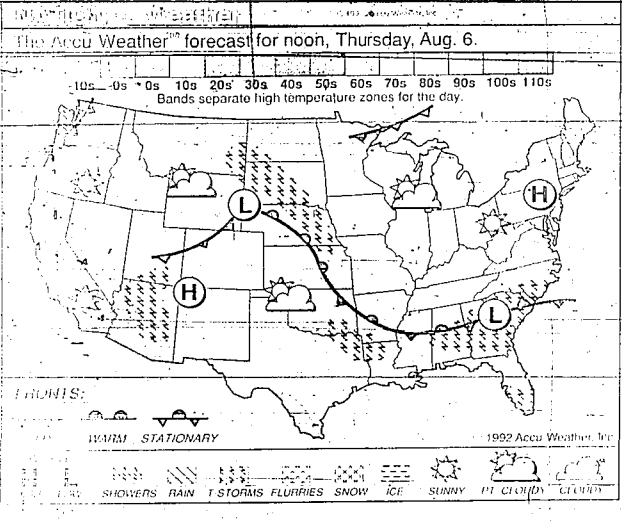 Weather
The Accu Weather™ forecast for noon, Thursday, Aug. 6.
-10s -0s 0s 10s 20s 30s 40s 50s 60s 70s 80s 90s 100s 110s
Bands separate high temperature zones for the day.
L
H
H
L
FRONTS:
WARM STATIONARY
© 1992 Accu Weather, Inc
SHOWERS RAIN T-STORMS FLURRIES SNOW ICE SUNNY PT. CLOUDY CLOUDY